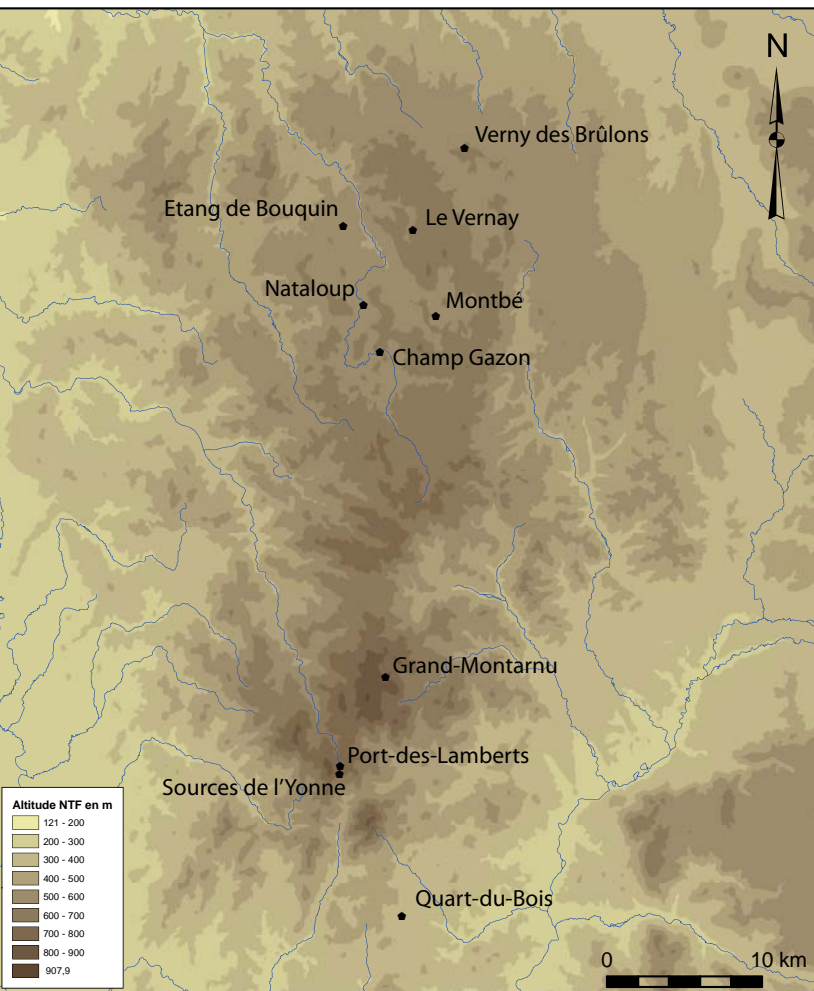 N
Verny des Brûlons
Etang de Bouquin
Le Vernay
Nataloup
Montbé
Champ Gazon
Grand-Montarnu
Port-des-Lamberts
Sources de l'Yonne
Quart-du-Bois
Altitude NTF en m
121 - 200
200 - 300
300 - 400
400 - 500
500 - 600
600 - 700
700 - 800
800 - 900
907,9
0 10 km